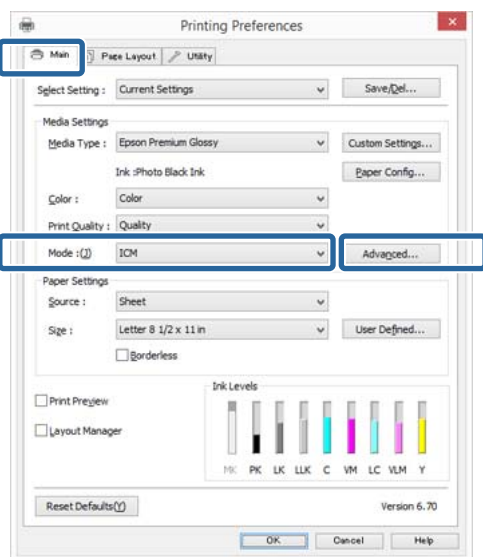 Printing Preferences
Main Page Layout Utility
Select Setting : Current Settings Save/Del...
Media Settings
Media Type : Epson Premium Glossy Custom Settings...
Ink :Photo Black Ink Paper Config...
Color : Color
Print Quality : Quality
Mode :(J) ICM Advanced...
Paper Settings
Source : Sheet
Size : Letter 8 1/2 x 11 in User Defined...
Borderless
Print Preview
Layout Manager
Ink Levels
MK PK LK LLK C VM LC VLM Y
Reset Defaults(Y) Version 6.70
OK Cancel Help